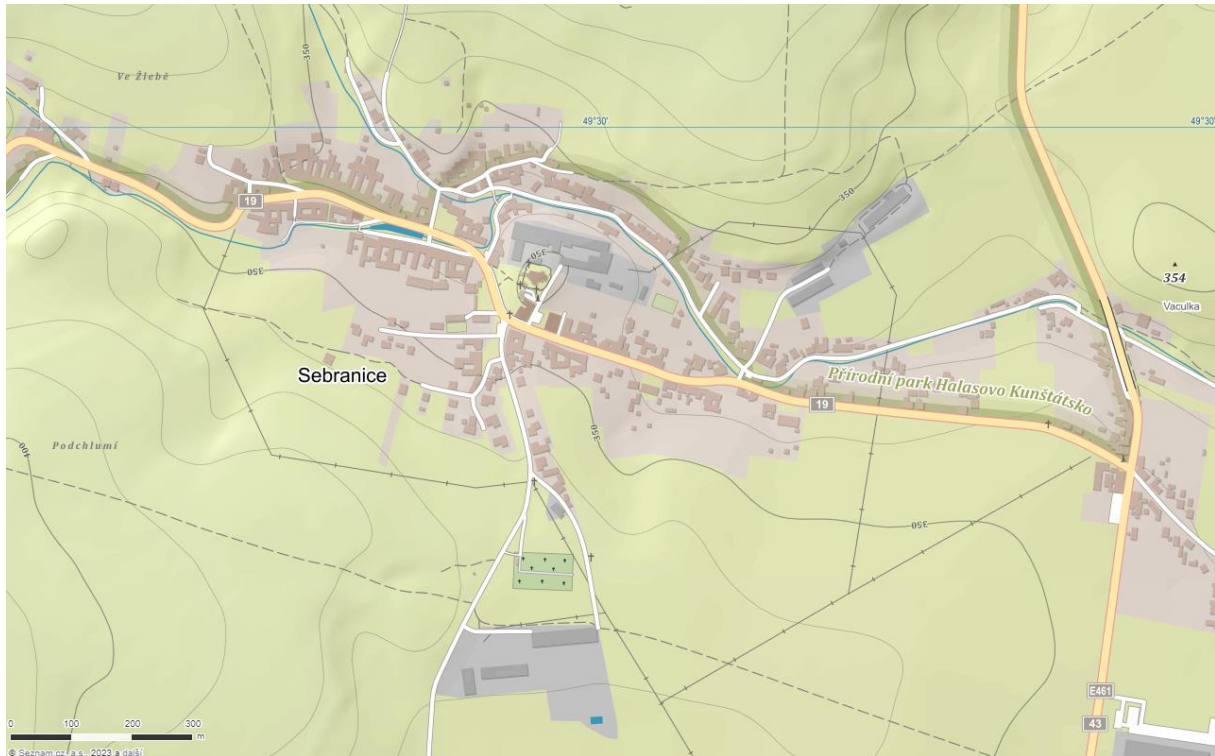 350
Ve Žlebě
49°30'
49°30'
19
350
350
350
354
Vaculka
Sebranice
Přírodní park Halasovo Kunštátsko
19
350
400
Podchlumí
350
E461
43
0 100 200 300
m
© Seznam.cz, a.s., 2023 a další